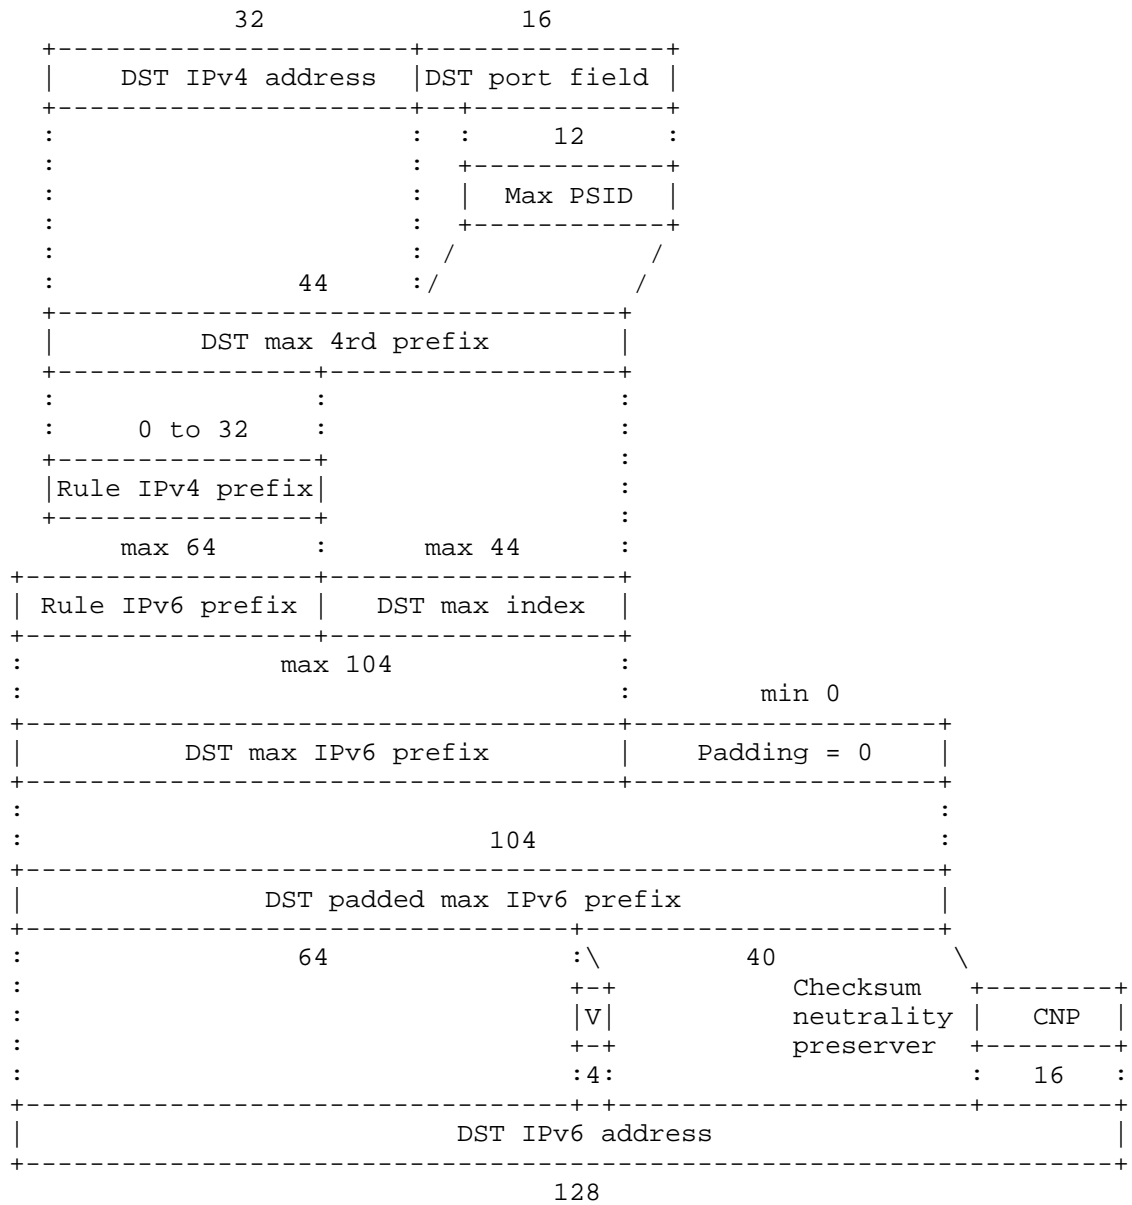 32 16
DST IPv4 address DST port field
12
Max PSID
44
DST max 4rd prefix
0 to 32
Rule IPv4 prefix
max 64 max 44
Rule IPv6 prefix DST max index
max 104
min 0
DST max IPv6 prefix Padding = 0
104
DST padded max IPv6 prefix
64 40
Checksum
V neutrality CNP
preserver
4 16
DST IPv6 address
128